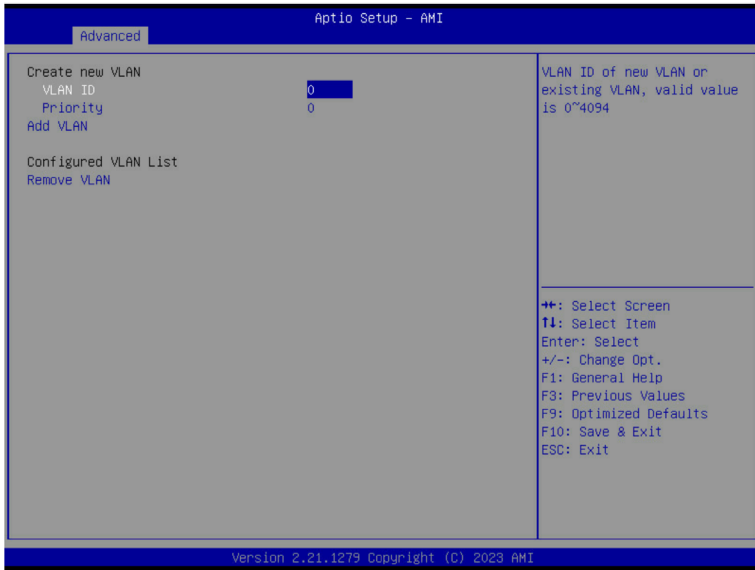 Aptio Setup – AMI
Advanced
Create new VLAN
VLAN ID 0
Priority 0
Add VLAN
Configured VLAN List
Remove VLAN
VLAN ID of new VLAN or
existing VLAN, valid value
is 0~4094
→←: Select Screen
↑↓: Select Item
Enter: Select
+/-: Change Opt.
F1: General Help
F3: Previous Values
F9: Optimized Defaults
F10: Save & Exit
ESC: Exit
Version 2.21.1279 Copyright (C) 2023 AMI